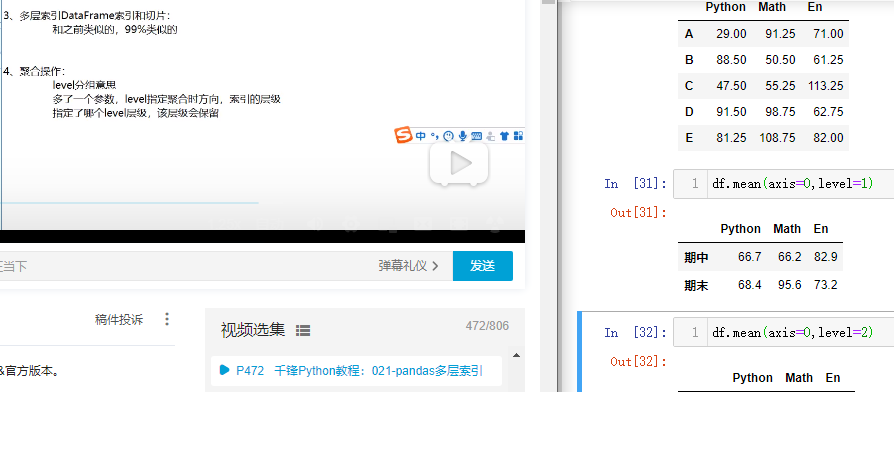 3、多层索引DataFrame索引和切片：
和之前类似的，99%类似的
4、聚合操作：
level分组意思
多了一个参数，level指定聚合时方向，索引的层级
指定了哪个level层级，该层级会保留
中
当下
弹幕礼仪
发送
稿件投诉
视频选集
472/806
&官方版本。
P472 千锋Python教程：021-pandas多层索引
Python Math En
A 29.00 91.25 71.00
B 88.50 50.50 61.25
C 47.50 55.25 113.25
D 91.50 98.75 62.75
E 81.25 108.75 82.00
In [31]: 1 df.mean(axis=0,level=1)
Out[31]:
Python Math En
期中 66.7 66.2 82.9
期末 68.4 95.6 73.2
In [32]: 1 df.mean(axis=0,level=2)
Out[32]:
Python Math En